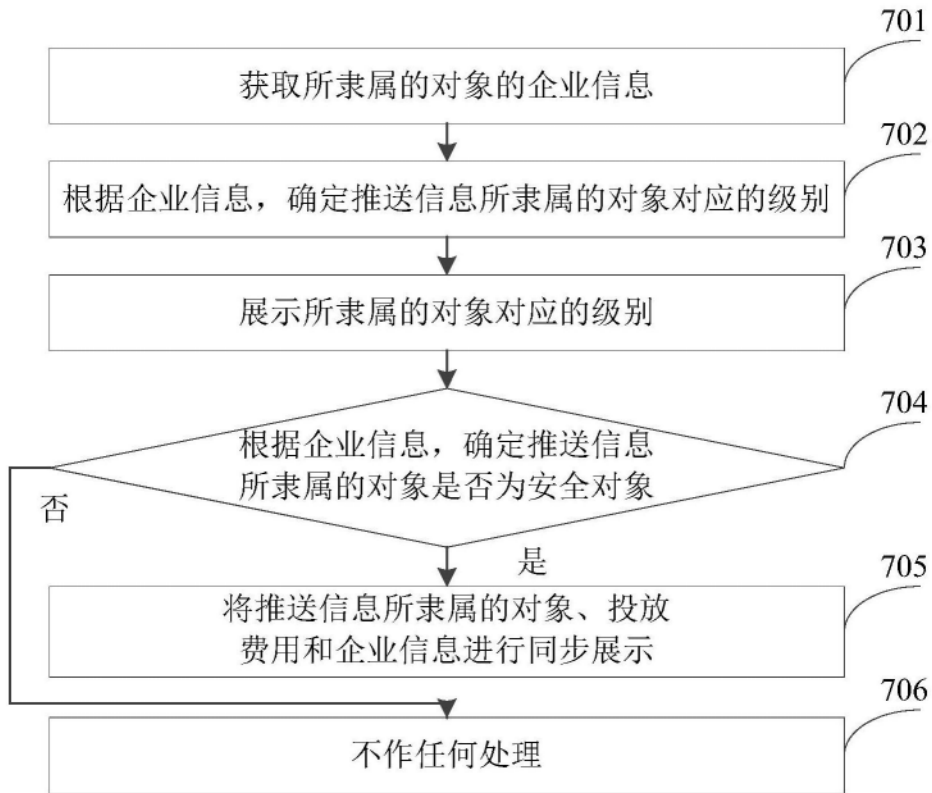 701
获取所隶属的对象的企业信息
702
根据企业信息，确定推送信息所隶属的对象对应的级别
703
展示所隶属的对象对应的级别
704
根据企业信息，确定推送信息
所隶属的对象是否为安全对象
否
是
705
将推送信息所隶属的对象、投放
费用和企业信息进行同步展示
706
不作任何处理